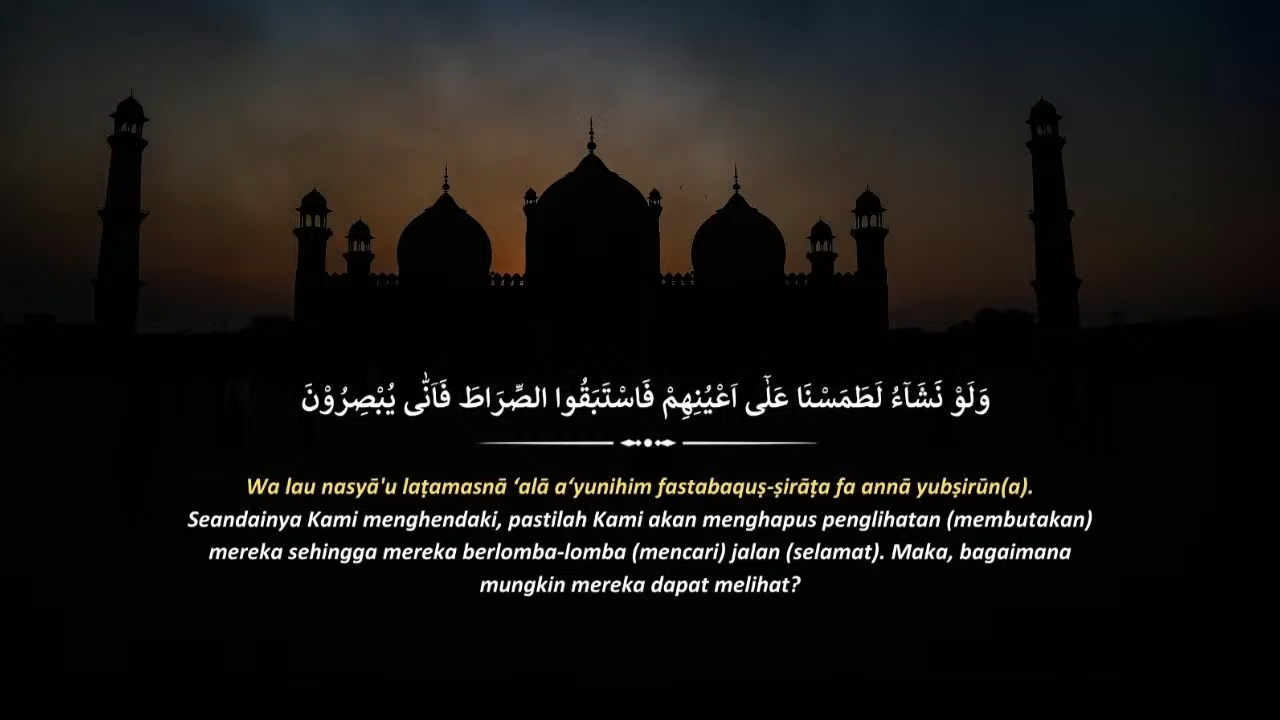 وَلَوْ نَشَاۤءُ لَطَمَسْنَا عَلٰٓى اَعْيُنِهِمْ فَاسْتَبَقُوا الصِّرَاطَ فَاَنّٰى يُبْصِرُوْنَ
Wa lau nasyā'u laṭamasnā ‘alā a‘yunihim fastabaquṣ-ṣirāṭa fa annā yubṣirūn(a).
Seandainya Kami menghendaki, pastilah Kami akan menghapus penglihatan (membutakan)
mereka sehingga mereka berlomba-lomba (mencari) jalan (selamat). Maka, bagaimana
mungkin mereka dapat melihat?